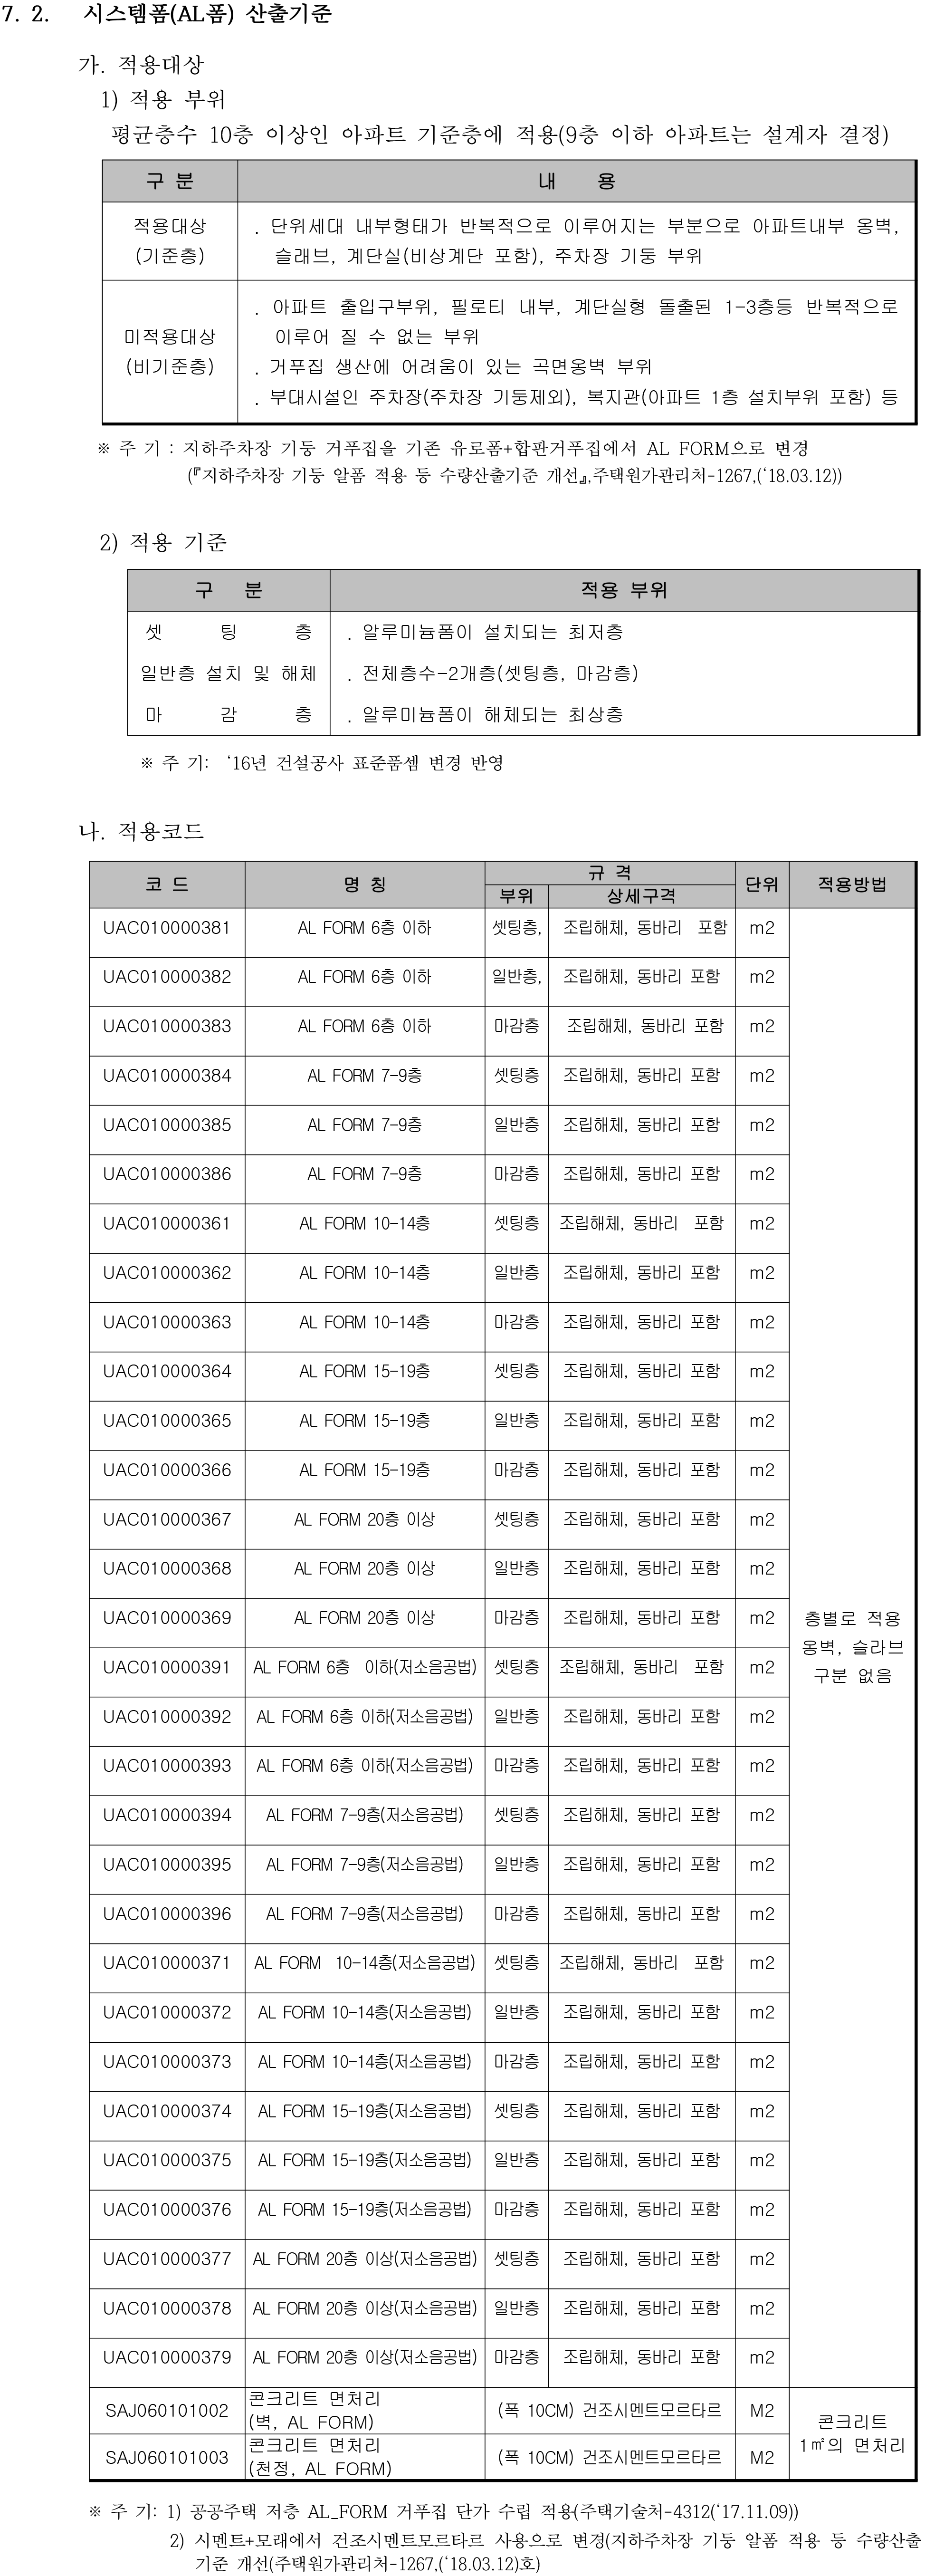 7. 2. 시스템폼(AL폼) 산출기준
가. 적용대상
1) 적용 부위
평균층수 10층 이상인 아파트 기준층에 적용(9층 이하 아파트는 설계자 결정)
구 분 내 용
적용대상
(기준층)
. 단위세대 내부형태가 반복적으로 이루어지는 부분으로 아파트내부 옹벽,
슬래브, 계단실(비상계단 포함), 주차장 기둥 부위
미적용대상
(비기준층)
. 아파트 출입구부위, 필로티 내부, 계단실형 돌출된 1-3층등 반복적으로
이루어 질 수 없는 부위
. 거푸집 생산에 어려움이 있는 곡면옹벽 부위
. 부대시설인 주차장(주차장 기둥제외), 복지관(아파트 1층 설치부위 포함) 등
※ 주 기 : 지하주차장 기둥 거푸집을 기존 유로폼+합판거푸집에서 AL FORM으로 변경
(『지하주차장 기둥 알폼 적용 등 수량산출기준 개선』,주택원가관리처-1267,(‘18.03.12))
2) 적용 기준
구 분 적용 부위
셋 팅 층 . 알루미늄폼이 설치되는 최저층
일반층 설치 및 해체 . 전체층수-2개층(셋팅층, 마감층)
마 감 층 . 알루미늄폼이 해체되는 최상층
※ 주 기: ‘16년 건설공사 표준품셈 변경 반영
나. 적용코드
코 드 명 칭 규 격 단위 적용방법
부위 상세구격
UAC010000381 AL FORM 6층 이하 셋팅층, 조립해체, 동바리 포함 m2
UAC010000382 AL FORM 6층 이하 일반층, 조립해체, 동바리 포함 m2
UAC010000383 AL FORM 6층 이하 마감층 조립해체, 동바리 포함 m2
UAC010000384 AL FORM 7-9층 셋팅층 조립해체, 동바리 포함 m2
UAC010000385 AL FORM 7-9층 일반층 조립해체, 동바리 포함 m2
UAC010000386 AL FORM 7-9층 마감층 조립해체, 동바리 포함 m2
UAC010000361 AL FORM 10-14층 셋팅층 조립해체, 동바리 포함 m2
UAC010000362 AL FORM 10-14층 일반층 조립해체, 동바리 포함 m2
UAC010000363 AL FORM 10-14층 마감층 조립해체, 동바리 포함 m2
UAC010000364 AL FORM 15-19층 셋팅층 조립해체, 동바리 포함 m2
UAC010000365 AL FORM 15-19층 일반층 조립해체, 동바리 포함 m2
UAC010000366 AL FORM 15-19층 마감층 조립해체, 동바리 포함 m2
UAC010000367 AL FORM 20층 이상 셋팅층 조립해체, 동바리 포함 m2
UAC010000368 AL FORM 20층 이상 일반층 조립해체, 동바리 포함 m2
UAC010000369 AL FORM 20층 이상 마감층 조립해체, 동바리 포함 m2
층별로 적용
옹벽, 슬라브
구분 없음
UAC010000391 AL FORM 6층 이하(저소음공법) 셋팅층 조립해체, 동바리 포함 m2
UAC010000392 AL FORM 6층 이하(저소음공법) 일반층 조립해체, 동바리 포함 m2
UAC010000393 AL FORM 6층 이하(저소음공법) 마감층 조립해체, 동바리 포함 m2
UAC010000394 AL FORM 7-9층(저소음공법) 셋팅층 조립해체, 동바리 포함 m2
UAC010000395 AL FORM 7-9층(저소음공법) 일반층 조립해체, 동바리 포함 m2
UAC010000396 AL FORM 7-9층(저소음공법) 마감층 조립해체, 동바리 포함 m2
UAC010000371 AL FORM 10-14층(저소음공법) 셋팅층 조립해체, 동바리 포함 m2
UAC010000372 AL FORM 10-14층(저소음공법) 일반층 조립해체, 동바리 포함 m2
UAC010000373 AL FORM 10-14층(저소음공법) 마감층 조립해체, 동바리 포함 m2
UAC010000374 AL FORM 15-19층(저소음공법) 셋팅층 조립해체, 동바리 포함 m2
UAC010000375 AL FORM 15-19층(저소음공법) 일반층 조립해체, 동바리 포함 m2
UAC010000376 AL FORM 15-19층(저소음공법) 마감층 조립해체, 동바리 포함 m2
UAC010000377 AL FORM 20층 이상(저소음공법) 셋팅층 조립해체, 동바리 포함 m2
UAC010000378 AL FORM 20층 이상(저소음공법) 일반층 조립해체, 동바리 포함 m2
UAC010000379 AL FORM 20층 이상(저소음공법) 마감층 조립해체, 동바리 포함 m2
SAJ060101002 콘크리트 면처리
(벽, AL FORM)
(폭 10CM) 건조시멘트모르타르 M2
SAJ060101003 콘크리트 면처리
(천정, AL FORM)
(폭 10CM) 건조시멘트모르타르 M2
콘크리트
1㎡의 면처리
※ 주 기: 1) 공공주택 저층 AL_FORM 거푸집 단가 수립 적용(주택기술처-4312(‘17.11.09))
2) 시멘트+모래에서 건조시멘트모르타르 사용으로 변경(지하주차장 기둥 알폼 적용 등 수량산출
기준 개선(주택원가관리처-1267,(‘18.03.12)호)